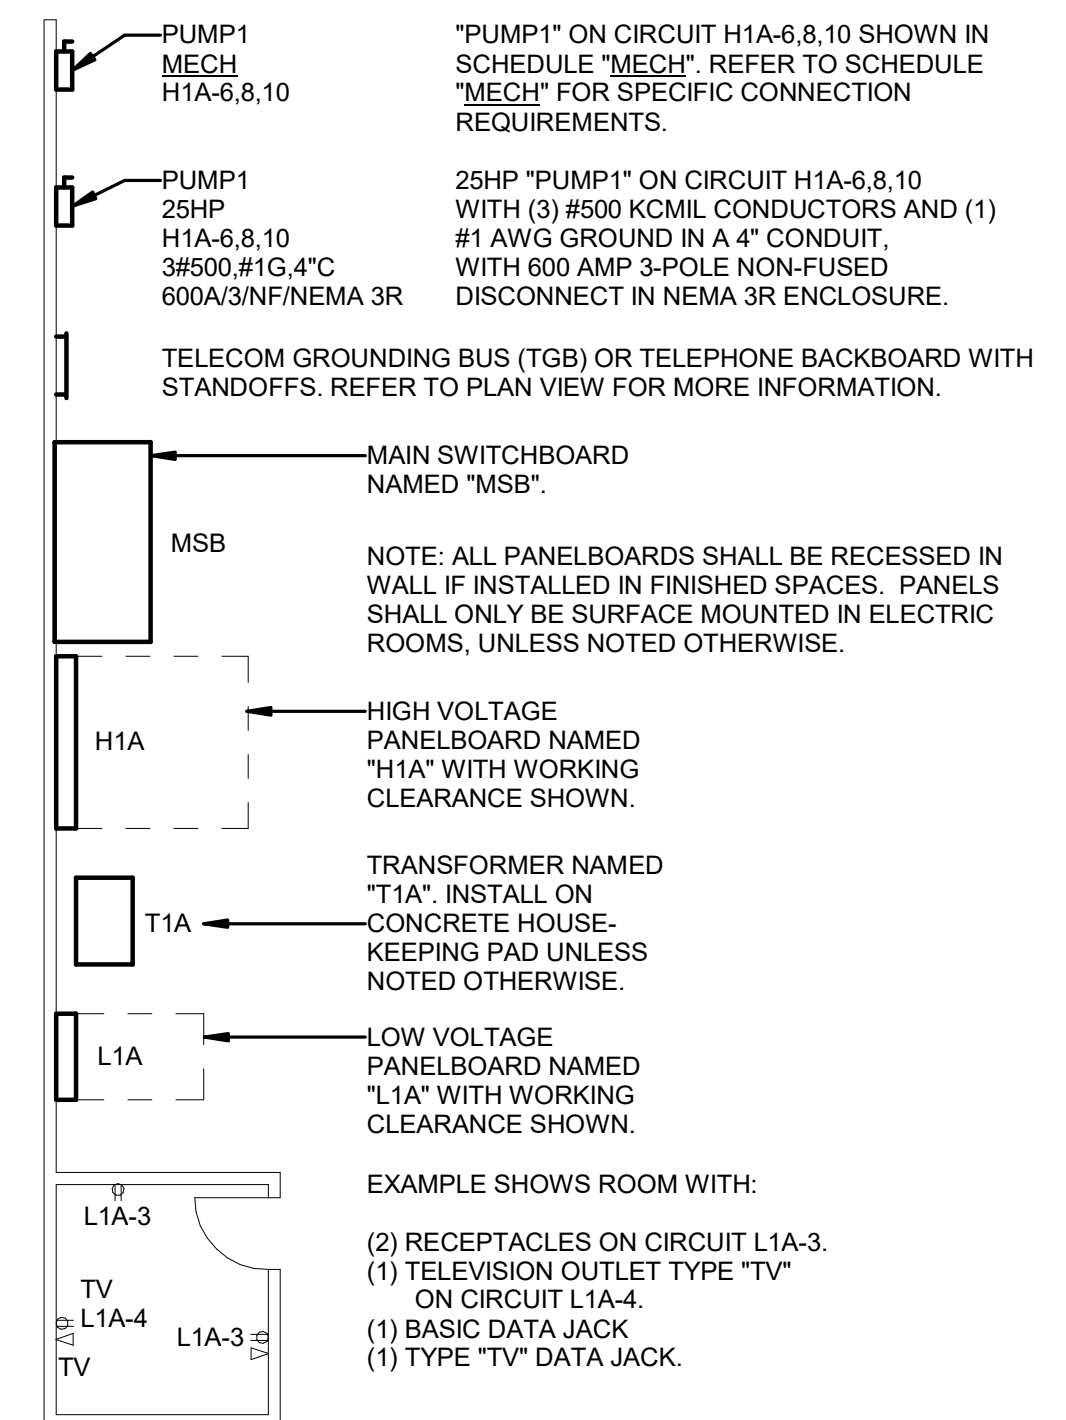 PUMP1
MECH
H1A-6,8,10
"PUMP1" ON CIRCUIT H1A-6,8,10 SHOWN IN
SCHEDULE "MECH". REFER TO SCHEDULE
"MECH" FOR SPECIFIC CONNECTION
REQUIREMENTS.
PUMP1
25HP
H1A-6,8,10
3#500,#1G,4"C
600A/3/NF/NEMA 3R
25HP "PUMP1" ON CIRCUIT H1A-6,8,10
WITH (3) #500 KCMIL CONDUCTORS AND (1)
#1 AWG GROUND IN A 4" CONDUIT,
WITH 600 AMP 3-POLE NON-FUSED
DISCONNECT IN NEMA 3R ENCLOSURE.
TELECOM GROUNDING BUS (TGB) OR TELEPHONE BACKBOARD WITH
STANDOFFS. REFER TO PLAN VIEW FOR MORE INFORMATION.
MAIN SWITCHBOARD
NAMED "MSB".
MSB
NOTE: ALL PANELBOARDS SHALL BE RECESSED IN
WALL IF INSTALLED IN FINISHED SPACES.  PANELS
SHALL ONLY BE SURFACE MOUNTED IN ELECTRIC
ROOMS, UNLESS NOTED OTHERWISE.
H1A
HIGH VOLTAGE
PANELBOARD NAMED
"H1A" WITH WORKING
CLEARANCE SHOWN.
T1A
TRANSFORMER NAMED
"T1A". INSTALL ON
CONCRETE HOUSE-
KEEPING PAD UNLESS
NOTED OTHERWISE.
L1A
LOW VOLTAGE
PANELBOARD NAMED
"L1A" WITH WORKING
CLEARANCE SHOWN.
L1A-3
TV
L1A-4
TV
L1A-3
EXAMPLE SHOWS ROOM WITH:
(2) RECEPTACLES ON CIRCUIT L1A-3.
(1) TELEVISION OUTLET TYPE "TV"
ON CIRCUIT L1A-4.
(1) BASIC DATA JACK
(1) TYPE "TV" DATA JACK.